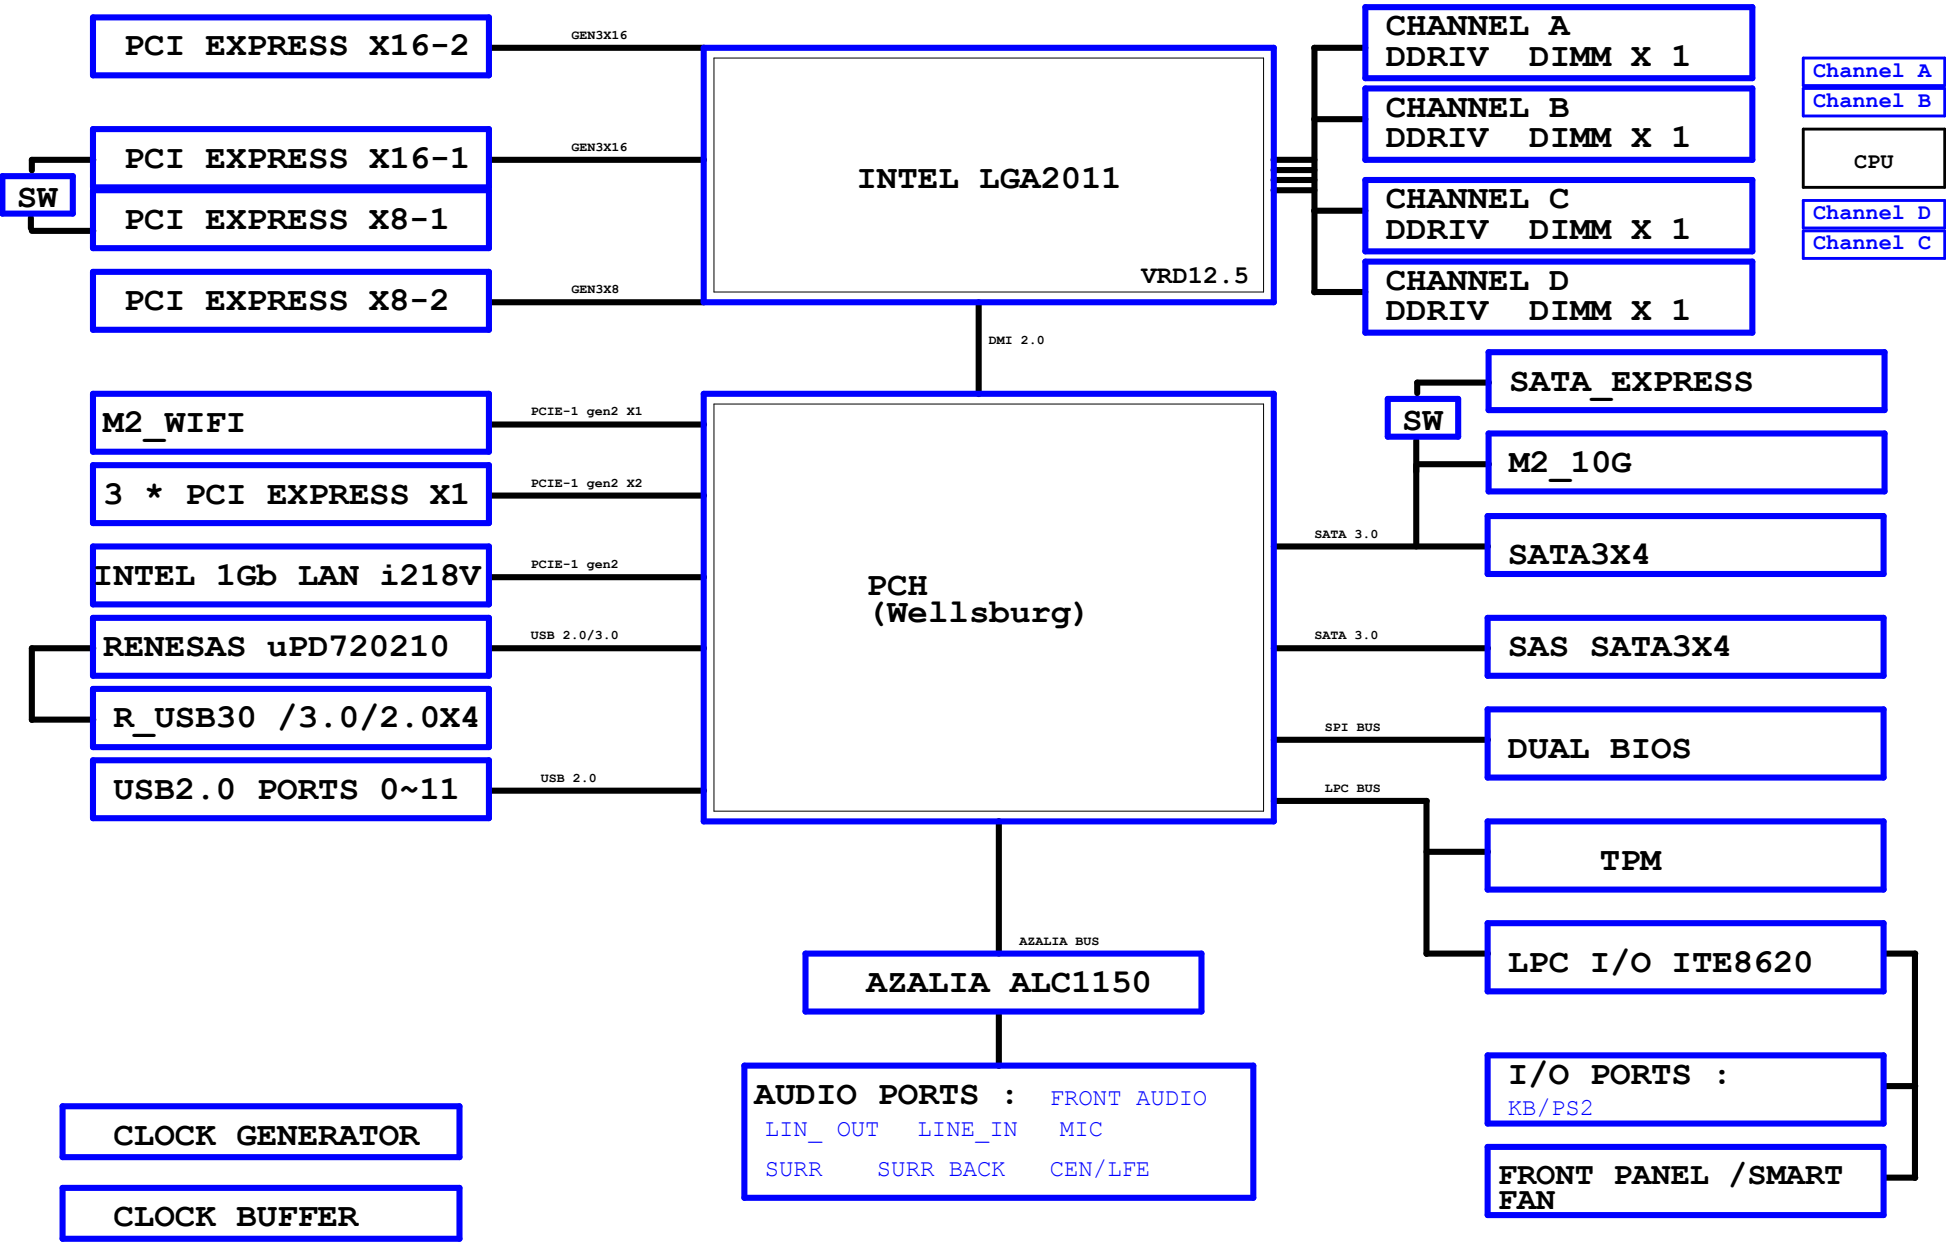 PCI EXPRESS X16-2
GEN3X16
PCI EXPRESS X16-1
GEN3X16
SW
PCI EXPRESS X8-1
PCI EXPRESS X8-2
GEN3X8
INTEL LGA2011
VRD12.5
CHANNEL A
DDRIV DIMM X 1
CHANNEL B
DDRIV DIMM X 1
CHANNEL C
DDRIV DIMM X 1
CHANNEL D
DDRIV DIMM X 1
Channel A
Channel B
CPU
Channel D
Channel C
DMI 2.0
M2_WIFI
PCIE-1 gen2 X1
3 * PCI EXPRESS X1
PCIE-1 gen2 X2
INTEL 1Gb LAN i218V
PCIE-1 gen2
RENESAS uPD720210
USB 2.0/3.0
R_USB30 /3.0/2.0X4
USB2.0 PORTS 0~11
USB 2.0
PCH
(Wellsburg)
SATA_EXPRESS
SW
M2_10G
SATA 3.0
SATA3X4
SATA 3.0
SAS SATA3X4
SPI BUS
DUAL BIOS
LPC BUS
TPM
LPC I/O ITE8620
I/O PORTS :
KB/PS2
FRONT PANEL /SMART
FAN
AZALIA BUS
AZALIA ALC1150
AUDIO PORTS : FRONT AUDIO
LIN_ OUT LINE_IN MIC
SURR SURR BACK CEN/LFE
CLOCK GENERATOR
CLOCK BUFFER